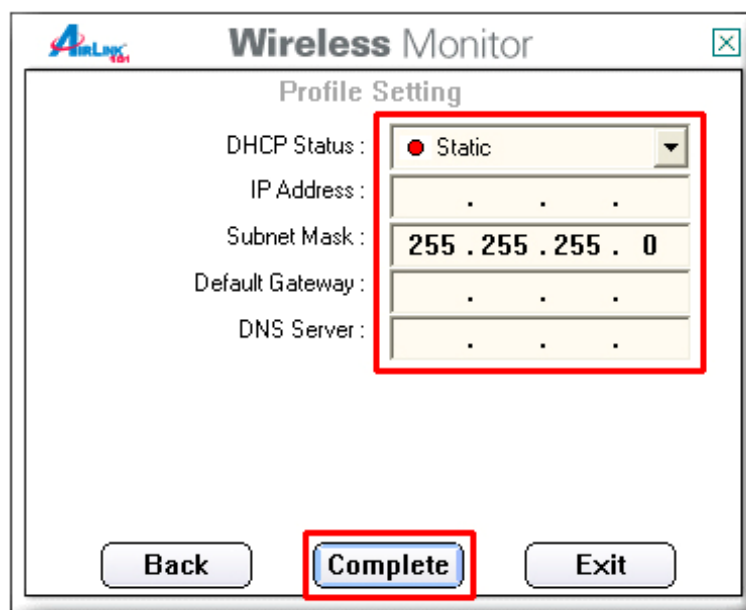 AIRLINK 101 Wireless Monitor
Profile Setting
DHCP Status : Static
IP Address : . . .
Subnet Mask : 255 . 255 . 255 . 0
Default Gateway : . . .
DNS Server : . . .
Back Complete Exit